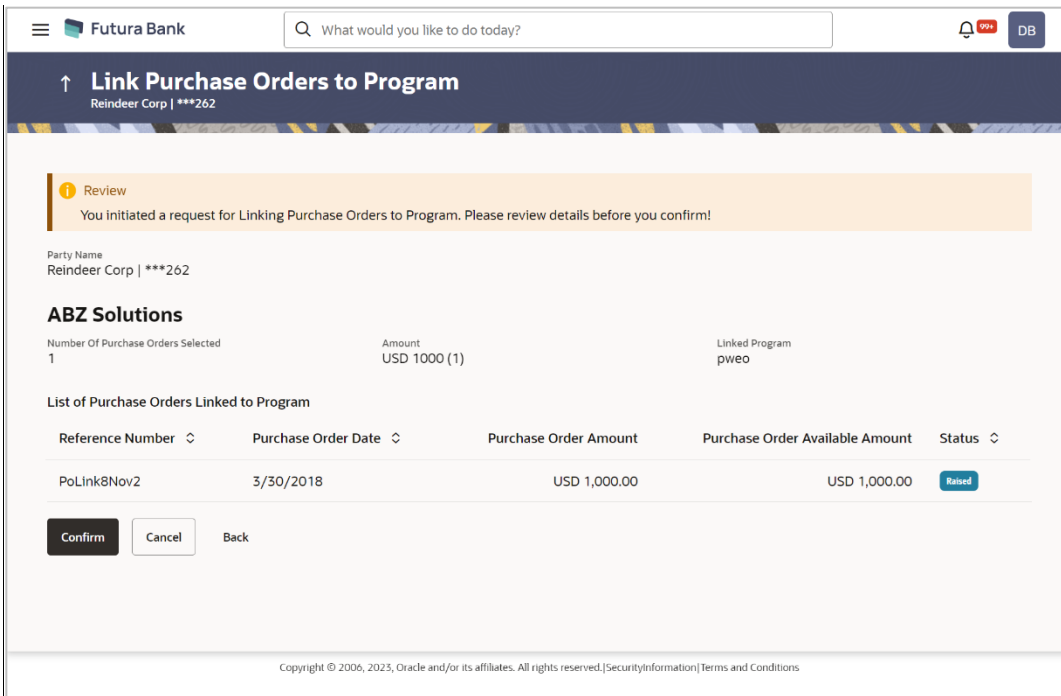 Futura Bank
What would you like to do today?
99+
DB
Link Purchase Orders to Program
Reindeer Corp | ***262
Review
You initiated a request for Linking Purchase Orders to Program. Please review details before you confirm!
Party Name
Reindeer Corp | ***262
ABZ Solutions
Number Of Purchase Orders Selected Amount Linked Program
1 USD 1000 (1) pweo
List of Purchase Orders Linked to Program
Reference Number Purchase Order Date Purchase Order Amount Purchase Order Available Amount Status
PoLink8Nov2 3/30/2018 USD 1,000.00 USD 1,000.00 Raised
Confirm Cancel Back
Copyright © 2006, 2023, Oracle and/or its affiliates. All rights reserved.|SecurityInformation|Terms and Conditions